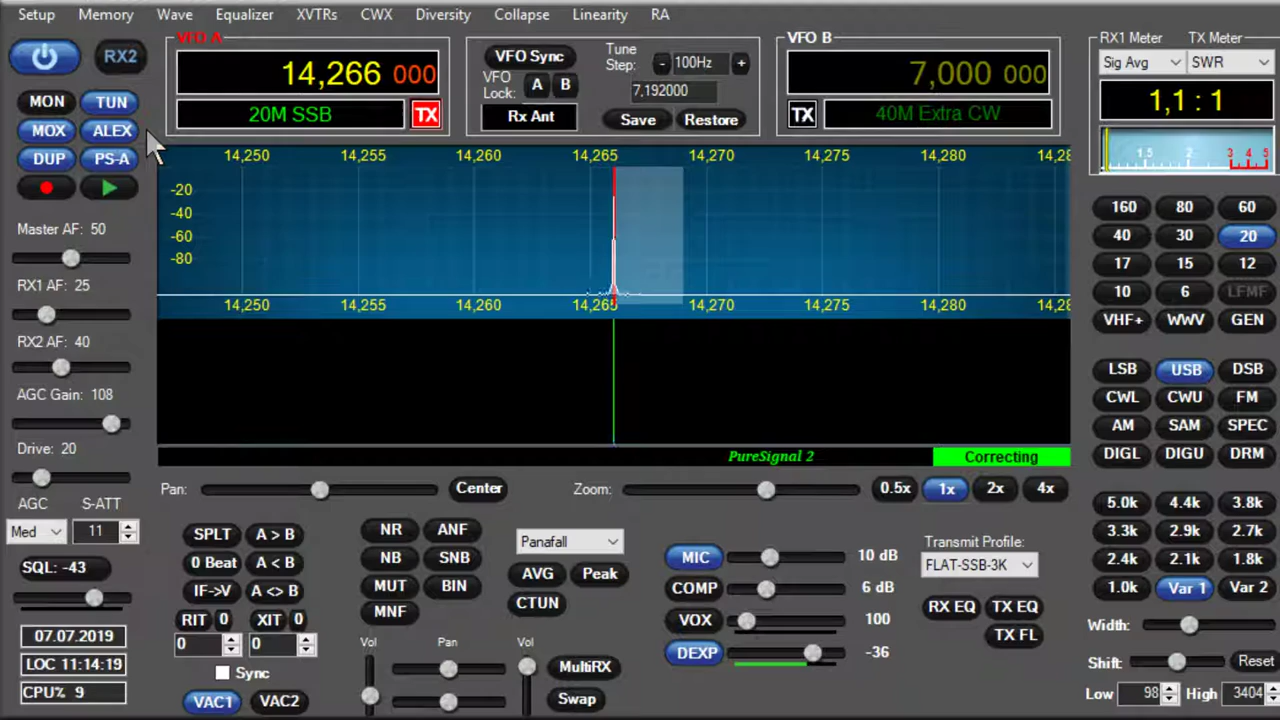 Setup Memory Wave Equalizer XVTRs CWX Diversity Collapse Linearity RA
RX2
VFO A
14,266 000
20M SSB TX
VFO Sync
VFO Lock: A B
Rx Ant
Tune Step: - 100Hz +
7,192000
Save Restore
VFO B
7,000 000
TX 40M Extra CW
RX1 Meter TX Meter
Sig Avg SWR
1,1 : 1
1.5 2 3 4 5
MON TUN
MOX ALEX
DUP PS-A
Master AF: 50
RX1 AF: 25
RX2 AF: 40
AGC Gain: 108
Drive: 20
AGC S-ATT
Med 11
SQL: -43
07.07.2019
LOC 11:14:19
CPU% 9
14,250 14,255 14,260 14,265 14,270 14,275 14,280 14,28
-20
-40
-60
-80
14,250 14,255 14,260 14,265 14,270 14,275 14,280 14,28
PureSignal 2 Correcting
Pan: Center Zoom: 0.5x 1x 2x 4x
SPLT A > B
0 Beat A < B
IF->V A <> B
RIT 0 XIT 0
0 0
Sync
VAC1 VAC2
NR ANF
NB SNB
MUT BIN
MNF
Vol Pan Vol
Panafall
AVG Peak
CTUN
MultiRX
Swap
MIC 10 dB
COMP 6 dB
VOX 100
DEXP -36
Transmit Profile:
FLAT-SSB-3K
RX EQ TX EQ
TX FL
160 80 60
40 30 20
17 15 12
10 6 LFMF
VHF+ WWV GEN
LSB USB DSB
CWL CWU FM
AM SAM SPEC
DIGL DIGU DRM
5.0k 4.4k 3.8k
3.3k 2.9k 2.7k
2.4k 2.1k 1.8k
1.0k Var 1 Var 2
Width:
Shift: Reset
Low 98 High 3404